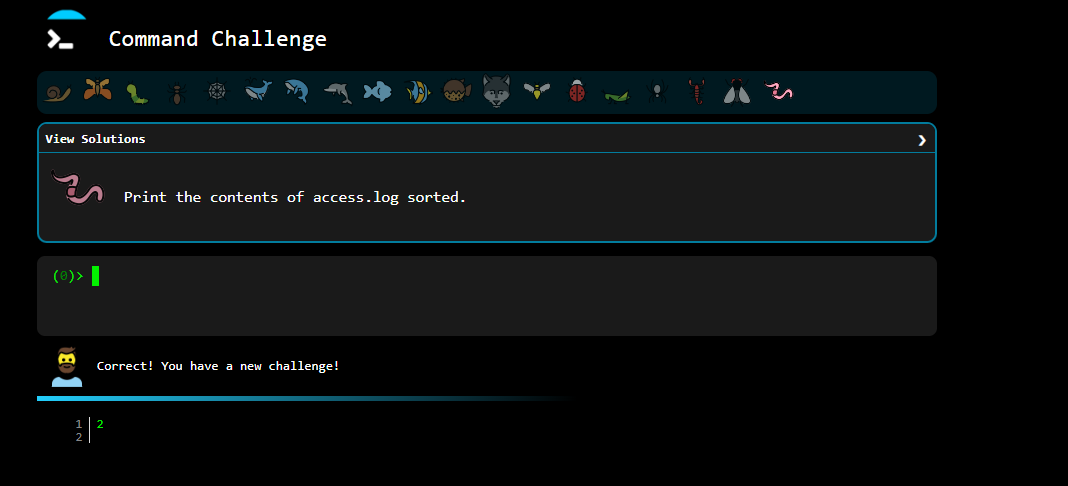 Command Challenge
View Solutions
Print the contents of access.log sorted.
(0)>
Correct! You have a new challenge!
1 2
2